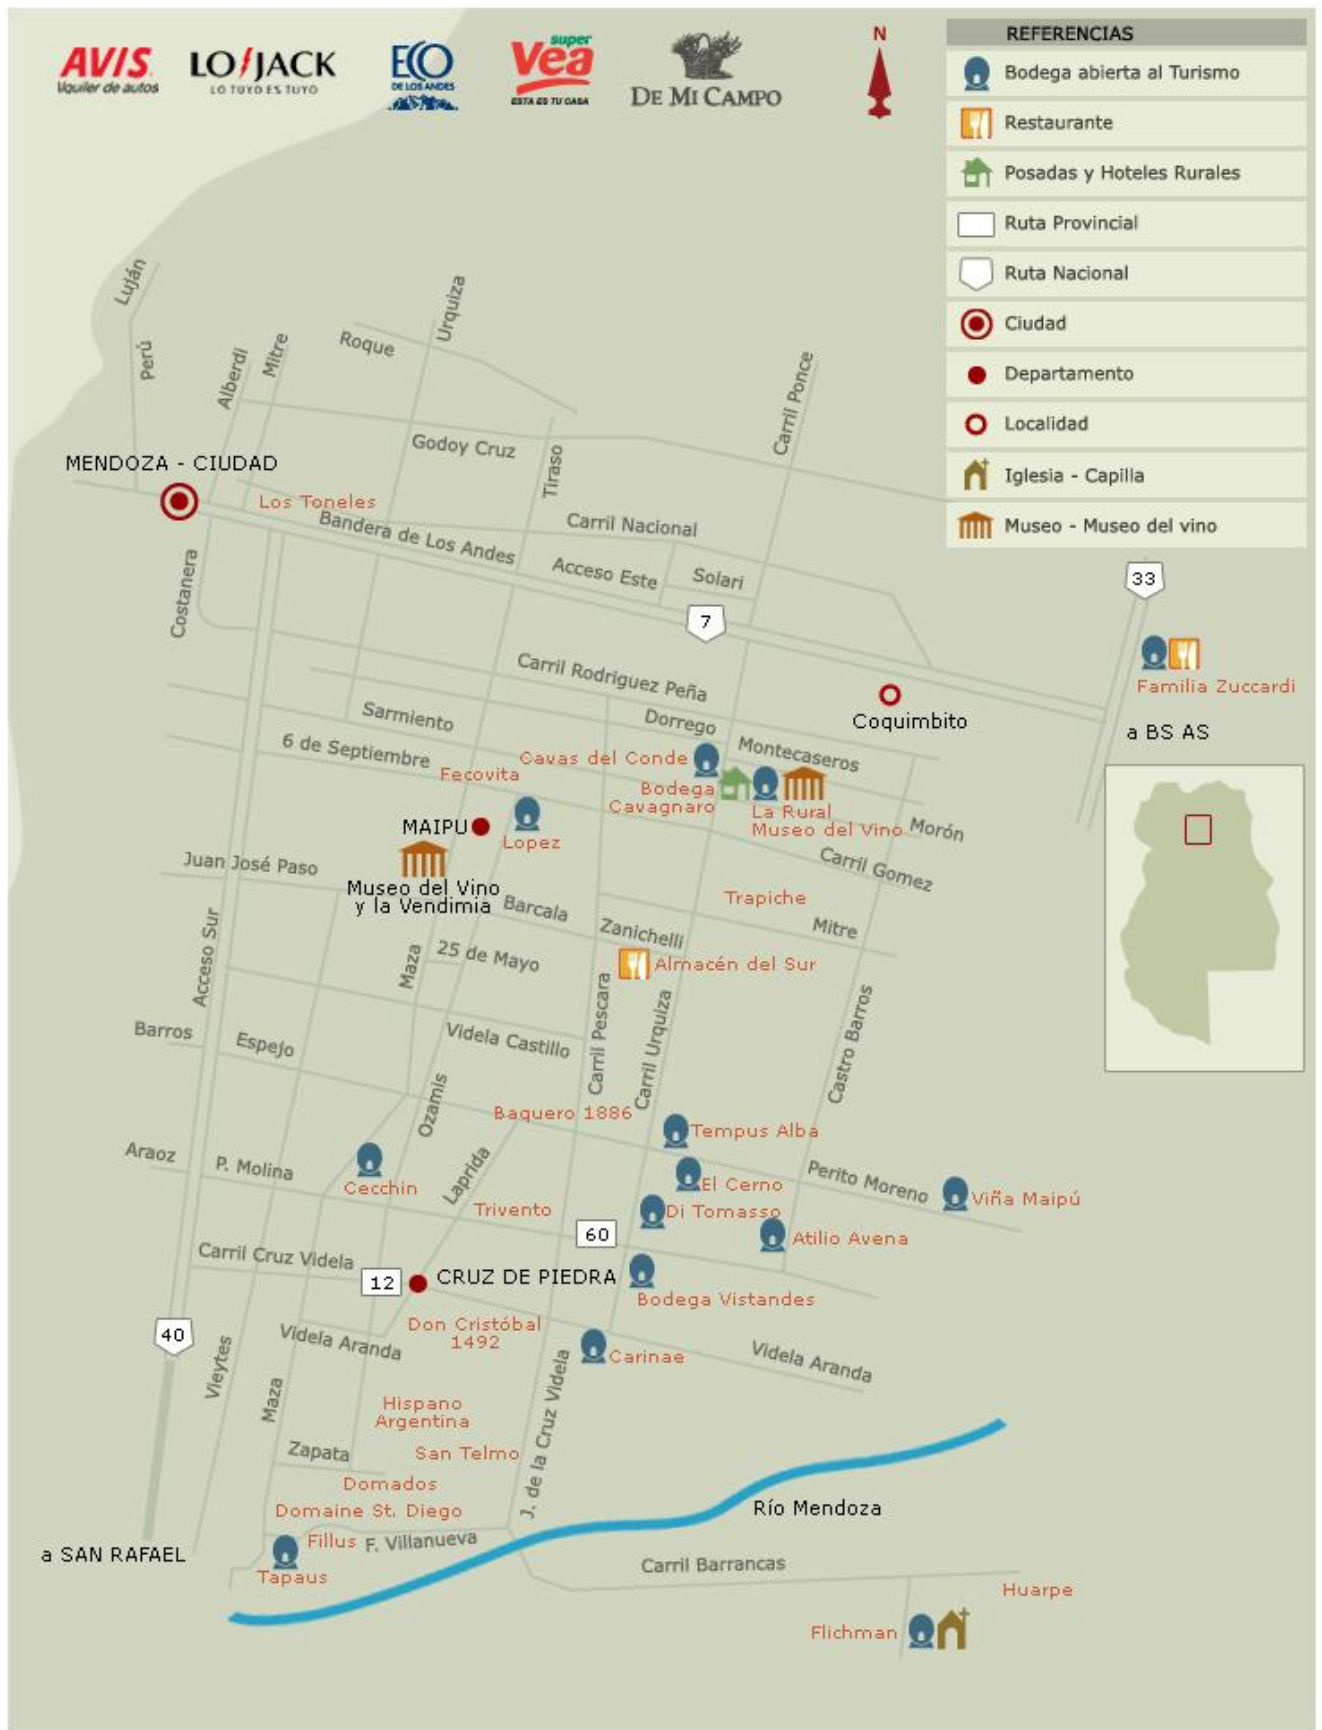 AVIS
Vquiler de autos
LO/JACK
LO TUYO ES TUYO
ECO
DE LOS ANDES
super
Vea
ESTA ES TU CASA
DE MI CAMPO
N
REFERENCIAS
Bodega abierta al Turismo
Restaurante
Posadas y Hoteles Rurales
Ruta Provincial
Ruta Nacional
Ciudad
Departamento
Localidad
Iglesia - Capilla
Museo - Museo del vino
Luján
Perú
Alberdi
Mitre
Roque
Urquiza
Carril Ponce
Godoy Cruz
Tiraso
MENDOZA - CIUDAD
Los Toneles
Bandera de Los Andes
Carril Nacional
Acceso Este
Solari
33
7
Costanera
Carril Rodriguez Peña
Familia Zuccardi
Coquimbito
a BS AS
Sarmiento
Dorrego
6 de Septiembre
Montecaseros
Cavas del Conde
Fecovita
Bodega
Cavagnaro
La Rural
Museo del Vino
Morón
MAIPU
Lopez
Carril Gomez
Juan José Paso
Museo del Vino
y la Vendimia
Barcala
Trapiche
Zanichelli
Mitre
Acceso Sur
Maza
25 de Mayo
Almacén del Sur
Carril Pescara
Carril Urquiza
Castro Barros
Barros
Espejo
Videla Castillo
Ozamis
Baquero 1886
Tempus Alba
Araoz
P. Molina
Cecchin
Laprida
El Cerno
Perito Moreno
Viña Maipú
Trivento
Di Tomasso
60
Atilio Avena
Carril Cruz Videla
12
CRUZ DE PIEDRA
Bodega Vistandes
40
Don Cristóbal
1492
Videla Aranda
Carinae
Videla Aranda
Vieytes
Maza
J. de la Cruz Videla
Hispano
Argentina
Zapata
San Telmo
Domados
Domaine St. Diego
Río Mendoza
Fillus
F. Villanueva
a SAN RAFAEL
Tapaus
Carril Barrancas
Huarpe
Flichman